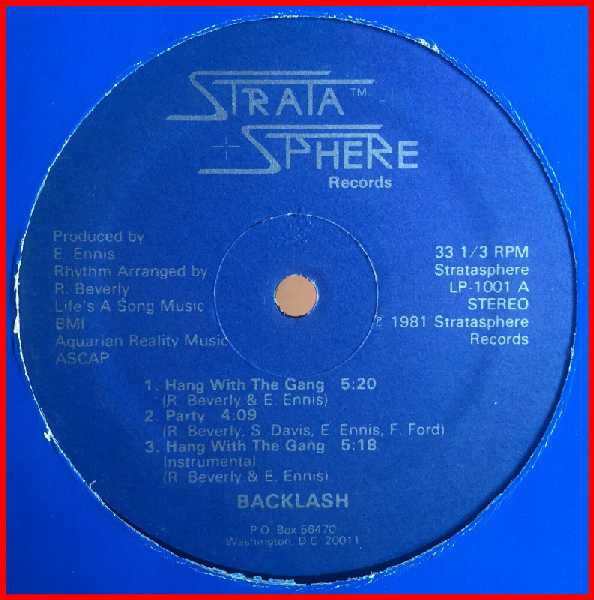 STRATA™
SPHERE
Records
Produced by
E. Ennis
Rhythm Arranged by
R. Beverly
Life's A Song Music
BMI
Aquarian Reality Music
ASCAP
33 1/3 RPM
Stratasphere
LP-1001 A
STEREO
℗ 1981 Stratasphere
Records
1. Hang With The Gang 5:20
(R. Beverly & E. Ennis)
2. Party 4:09
(R. Beverly, S. Davis, E. Ennis, F. Ford)
3. Hang With The Gang 5:18
(Instrumental)
(R. Beverly & E. Ennis)
BACKLASH
P.O. Box 56470
Washington, D.C. 20011